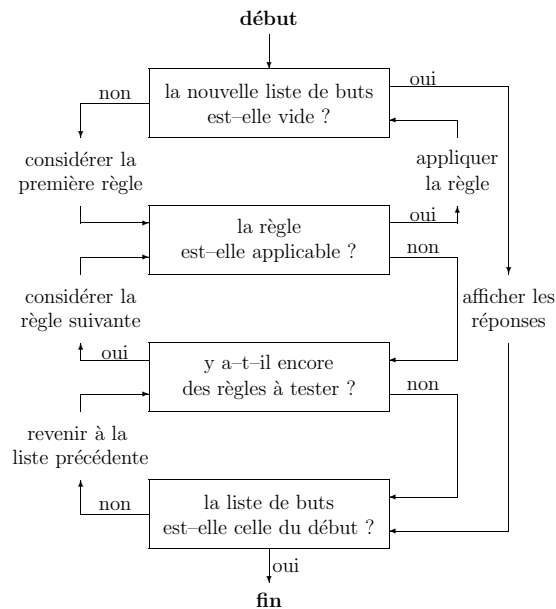 début
la nouvelle liste de buts
est–elle vide ?
non
oui
considérer la
première règle
appliquer
la règle
la règle
est–elle applicable ?
oui
non
considérer la
règle suivante
afficher les
réponses
oui
y a–t–il encore
des règles à tester ?
non
revenir à la
liste précédente
non
la liste de buts
est–elle celle du début ?
oui
fin